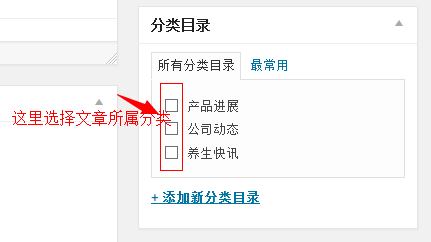 分类目录
所有分类目录 最常用
产品进展
这里选择文章所属分类
公司动态
养生快讯
+ 添加新分类目录